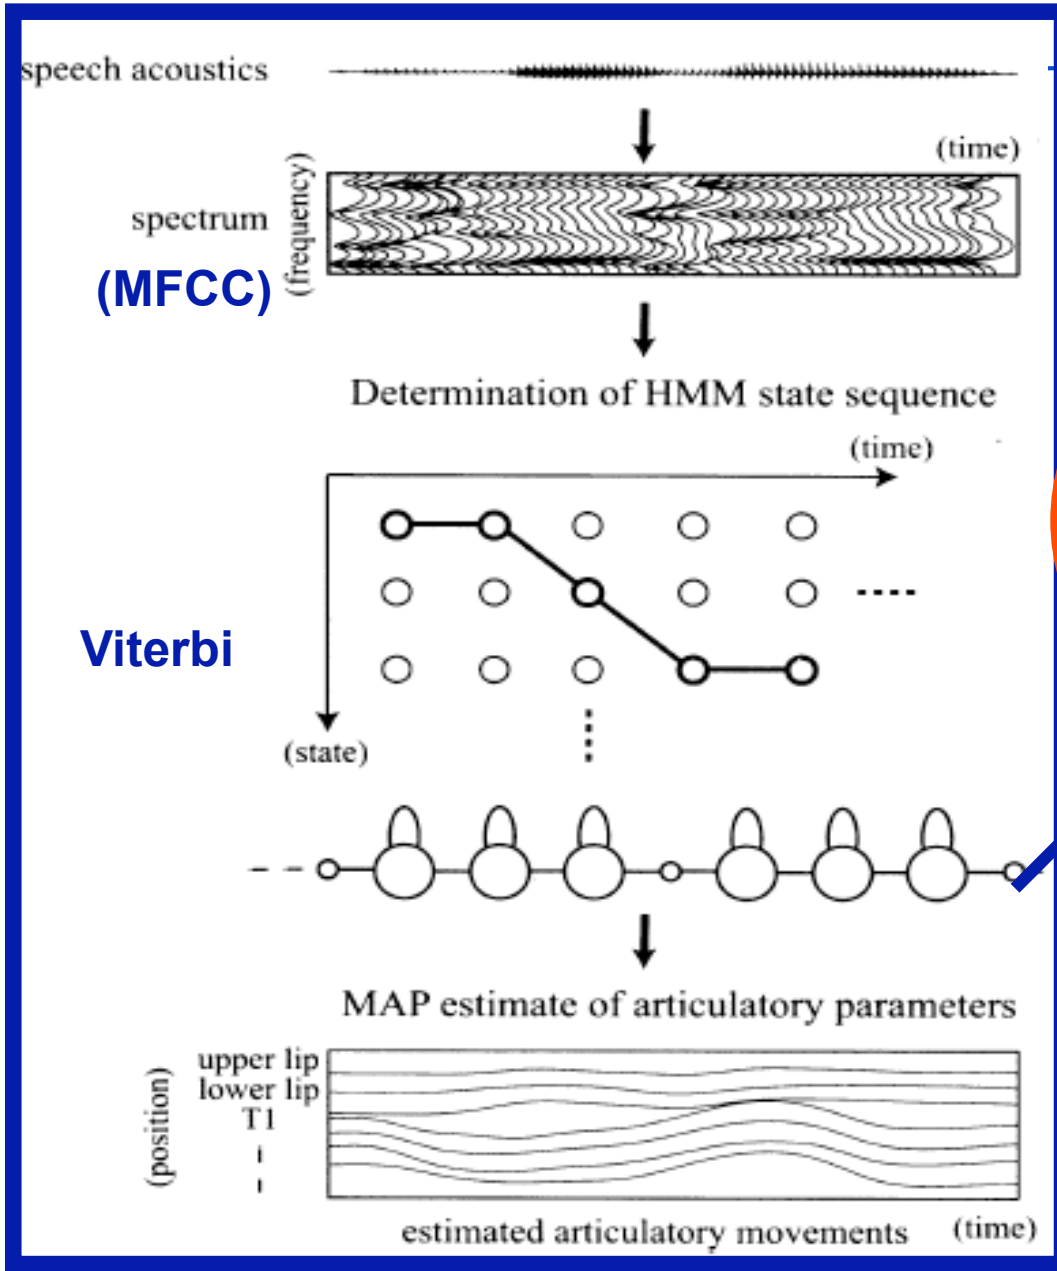 speech acoustics
(time)
(frequency)
spectrum
(MFCC)
Determination of HMM state sequence
(time)
Viterbi
(state)
MAP estimate of articulatory parameters
upper lip
lower lip
T1
(position)
estimated articulatory movements
(time)